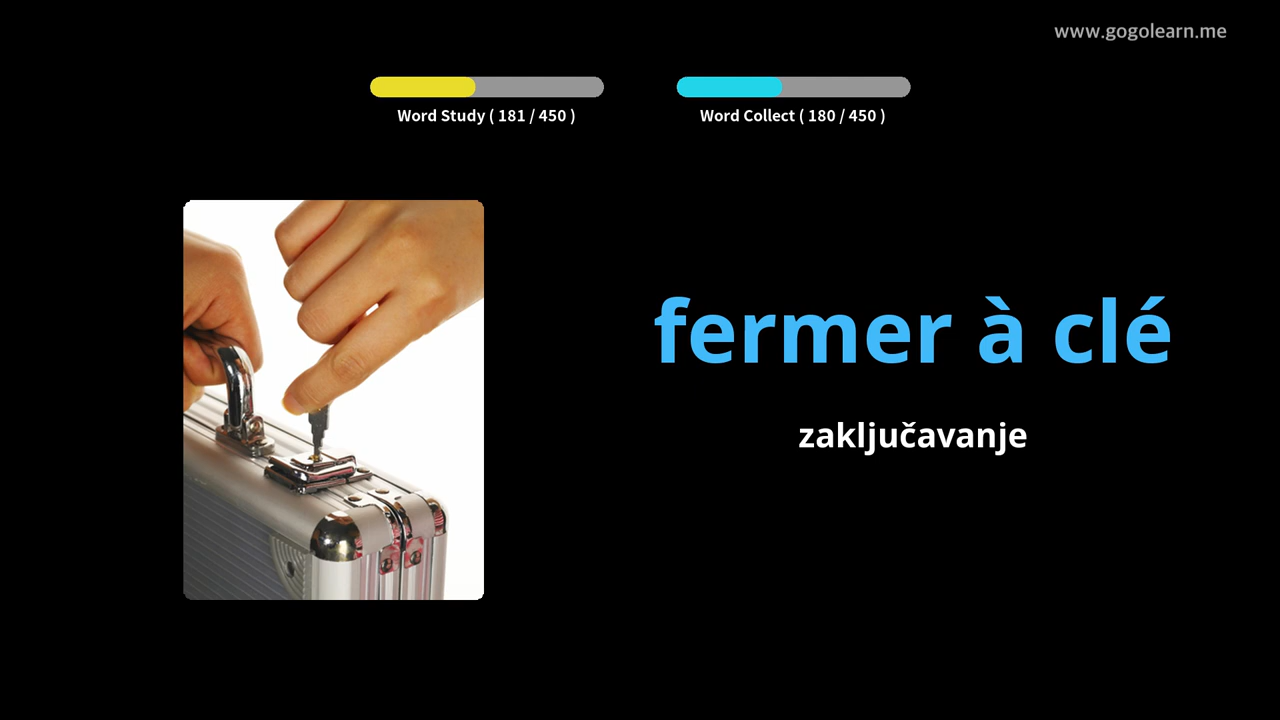 www.gogolearn.me
Word Study ( 181 / 450 )
Word Collect ( 180 / 450 )
fermer à clé
zaključavanje